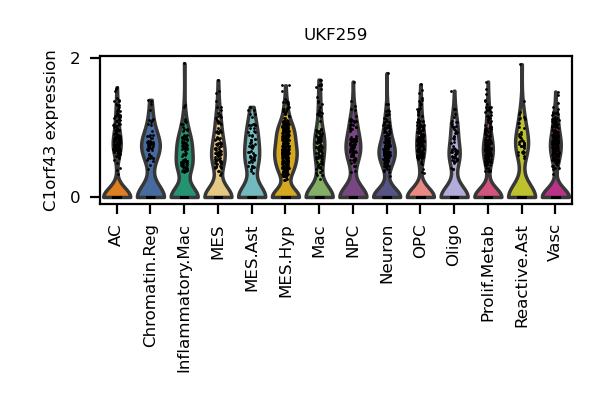 UKF259
C1orf43 expression
2
0
AC
Chromatin.Reg
Inflammatory.Mac
MES
MES.Ast
MES.Hyp
Mac
NPC
Neuron
OPC
Oligo
Prolif.Metab
Reactive.Ast
Vasc